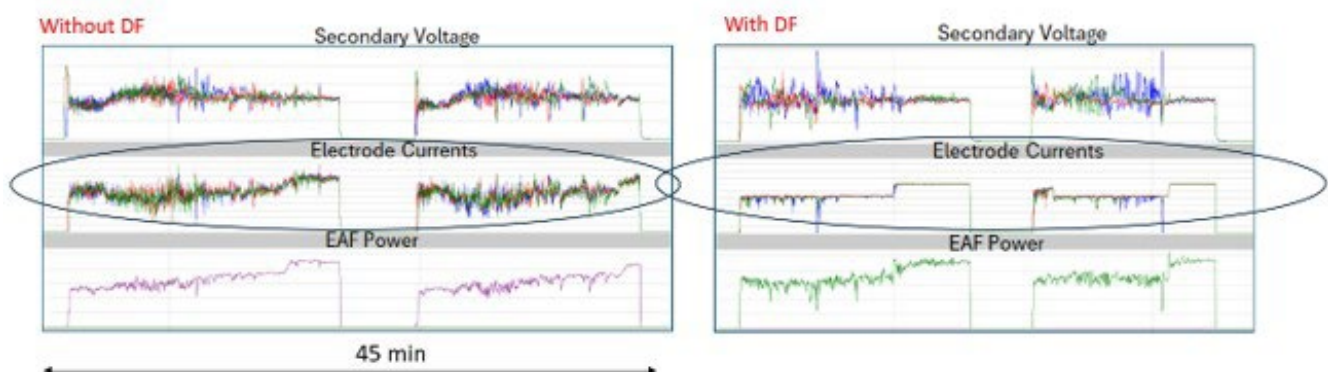 Without DF
Secondary Voltage
Electrode Currents
EAF Power
45 min
With DF
Secondary Voltage
Electrode Currents
EAF Power